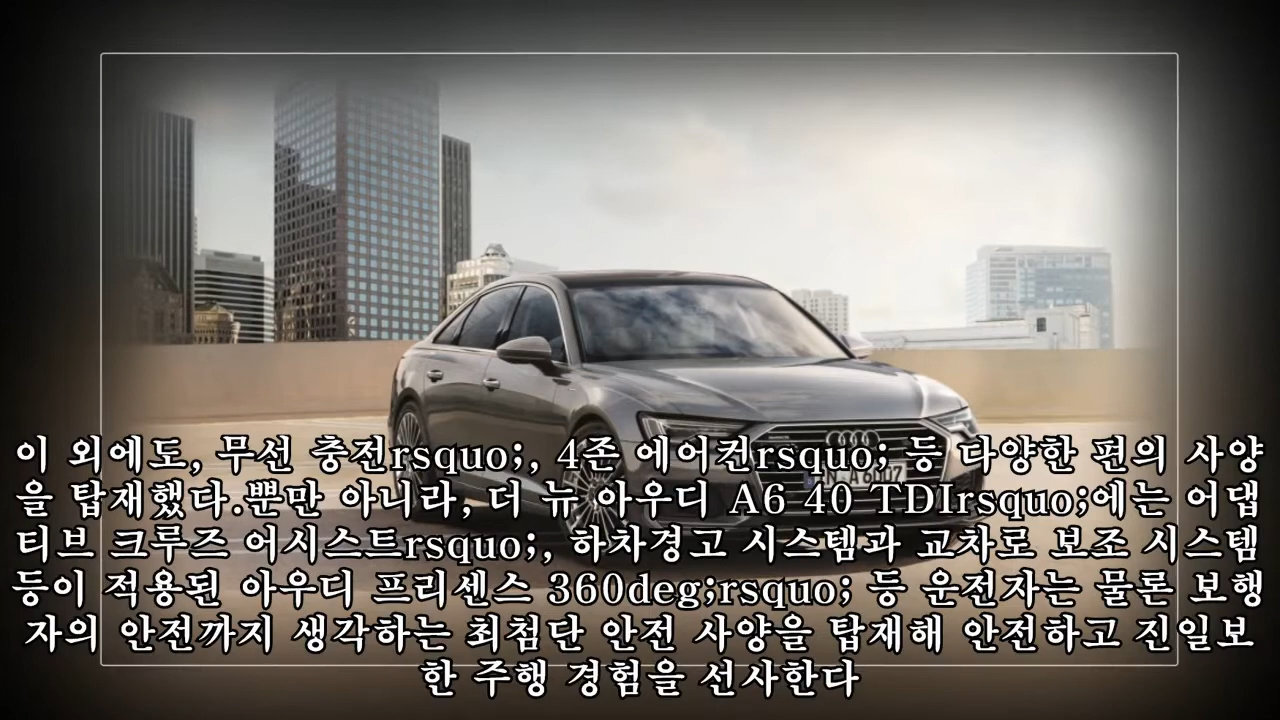 이 외에도, 무선 충전rsquo;, 4존 에어컨rsquo; 등 다양한 편의 사양
을 탑재했다.뿐만 아니라, 더 뉴 아우디 A6 40 TDIrsquo;에는 어댑
티브 크루즈 어시스트rsquo;, 하차경고 시스템과 교차로 보조 시스템
등이 적용된 아우디 프리센스 360deg;rsquo; 등 운전자는 물론 보행
자의 안전까지 생각하는 최첨단 안전 사양을 탑재해 안전하고 진일보
한 주행 경험을 선사한다